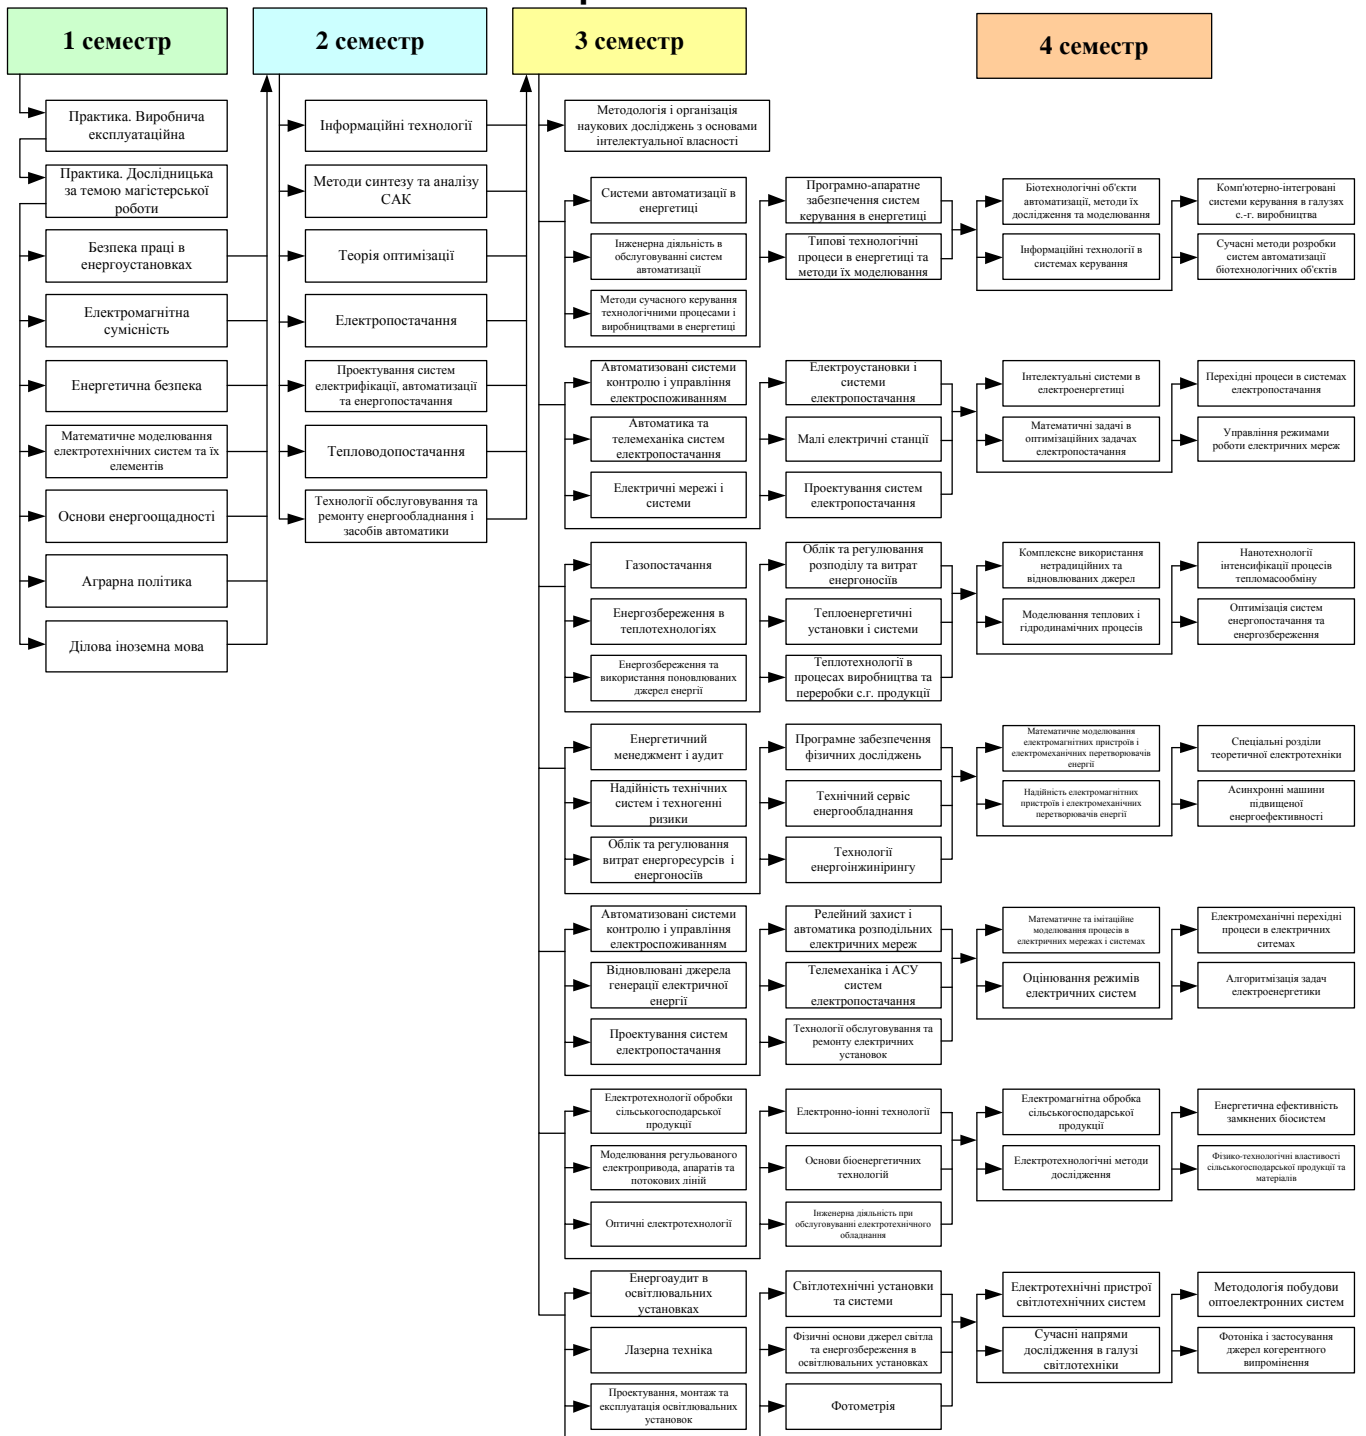 1 семестр
2 семестр
3 семестр
4 семестр
Практика. Виробнича
експлуатаційна
Практика. Дослідницька
за темою магістерської
роботи
Безпека праці в
енергоустановках
Електромагнітна
сумісність
Енергетична безпека
Математичне моделювання
електротехнічних систем та їх
елементів
Основи енергоощадності
Аграрна політика
Ділова іноземна мова
Інформаційні технології
Методи синтезу та аналізу
САК
Теорія оптимізації
Електропостачання
Проектування систем
електрифікації, автоматизації
та енергопостачання
Тепловодопостачання
Технології обслуговування та
ремонту енергообладнання і
засобів автоматики
Методологія і організація
наукових досліджень з основами
інтелектуальної власності
Системи автоматизації в
енергетиці
Інженерна діяльність в
обслуговуванні систем
автоматизації
Методи сучасного керування
технологічними процесами і
виробництвами в енергетиці
Програмно-апаратне
забезпечення систем
керування в енергетиці
Типові технологічні
процеси в енергетиці та
методи їх моделювання
Біотехнологічні об'єкти
автоматизації, методи їх
дослідження та моделювання
Інформаційні технології в
системах керування
Комп'ютерно-інтегровані
системи керування в галузях
с.-г. виробництва
Сучасні методи розробки
систем автоматизації
біотехнологічних об'єктів
Автоматизовані системи
контролю і управління
електроспоживанням
Автоматика та
телемеханіка систем
електропостачання
Електричні мережі і
системи
Електроустановки і
системи
електропостачання
Малі електричні станції
Проектування систем
електропостачання
Інтелектуальні системи в
електроенергетиці
Математичні задачі в
оптимізаційних задачах
електропостачання
Перехідні процеси в системах
електропостачання
Управління режимами
роботи електричних мереж
Газопостачання
Енергозбереження в
теплотехнологіях
Енергозбереження та
використання поновлюваних
джерел енергії
Облік та регулювання
розподілу та витрат
енергоносіїв
Теплоенергетичні
установки і системи
Теплотехнології в
процесах виробництва та
переробки с.г. продукції
Комплексне використання
нетрадиційних та
відновлюваних джерел
Моделювання теплових і
гідродинамічних процесів
Нанотехнології
інтенсифікації процесів
тепломасообміну
Оптимізація систем
енергопостачання та
енергозбереження
Енергетичний
менеджмент і аудит
Надійність технічних
систем і техногенні
ризики
Облік та регулювання
витрат енергоресурсів і
енергоносіїв
Програмне забезпечення
фізичних досліджень
Технічний сервіс
енергообладнання
Технології
енергоінжинірингу
Математичне моделювання
електромагнітних пристроїв і
електромеханічних перетворювачів
енергії
Надійність електромагнітних
пристроїв і електромеханічних
перетворювачів енергії
Спеціальні розділи
теоретичної електротехніки
Асинхронні машини
підвищеної
енергоефективності
Автоматизовані системи
контролю і управління
електроспоживанням
Відновлювані джерела
генерації електричної
енергії
Проектування систем
електропостачання
Релейний захист і
автоматика розподільних
електричних мереж
Телемеханіка і АСУ
систем
електропостачання
Технології обслуговування та
ремонту електричних
установок
Математичне та імітаційне
моделювання процесів в
електричних мережах і системах
Оцінювання режимів
електричних систем
Електромеханічні перехідні
процеси в електричних
ситемах
Алгоритмізація задач
електроенергетики
Електротехнології обробки
сільськогосподарської
продукції
Моделювання регульованого
електропривода, апаратів та
потокових ліній
Оптичні електротехнології
Електронно-іонні технології
Основи біоенергетичних
технологій
Інженерна діяльність при
обслуговуванні електротехнічного
обладнання
Електромагнітна обробка
сільськогосподарської
продукції
Електротехнологічні методи
дослідження
Енергетична ефективність
замкнених біосистем
Фізико-технологічні властивості
сільськогосподарської продукції та
матеріалів
Енергоаудит в
освітлювальних
установках
Лазерна техніка
Проектування, монтаж та
експлуатація освітлювальних
установок
Світлотехнічні установки
та системи
Фізичні основи джерел світла
та енергозбереження в
освітлювальних установках
Фотометрія
Електротехнічні пристрої
світлотехнічних систем
Сучасні напрями
дослідження в галузі
світлотехніки
Методологія побудови
оптоелектронних систем
Фотоніка і застосування
джерел когерентного
випромінення